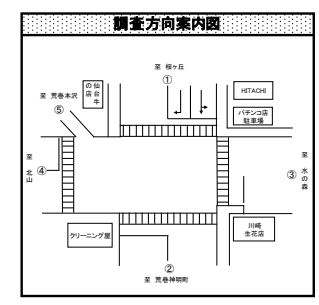 調査方向案内図
至 桜ヶ丘
①
仙台牛
の店
HITACHI
至 荒巻本沢
⑤
パチンコ店
駐車場
至 北山
④
至 水の森
③
クリーニング屋
川崎
生花店
②
至 荒巻神明町